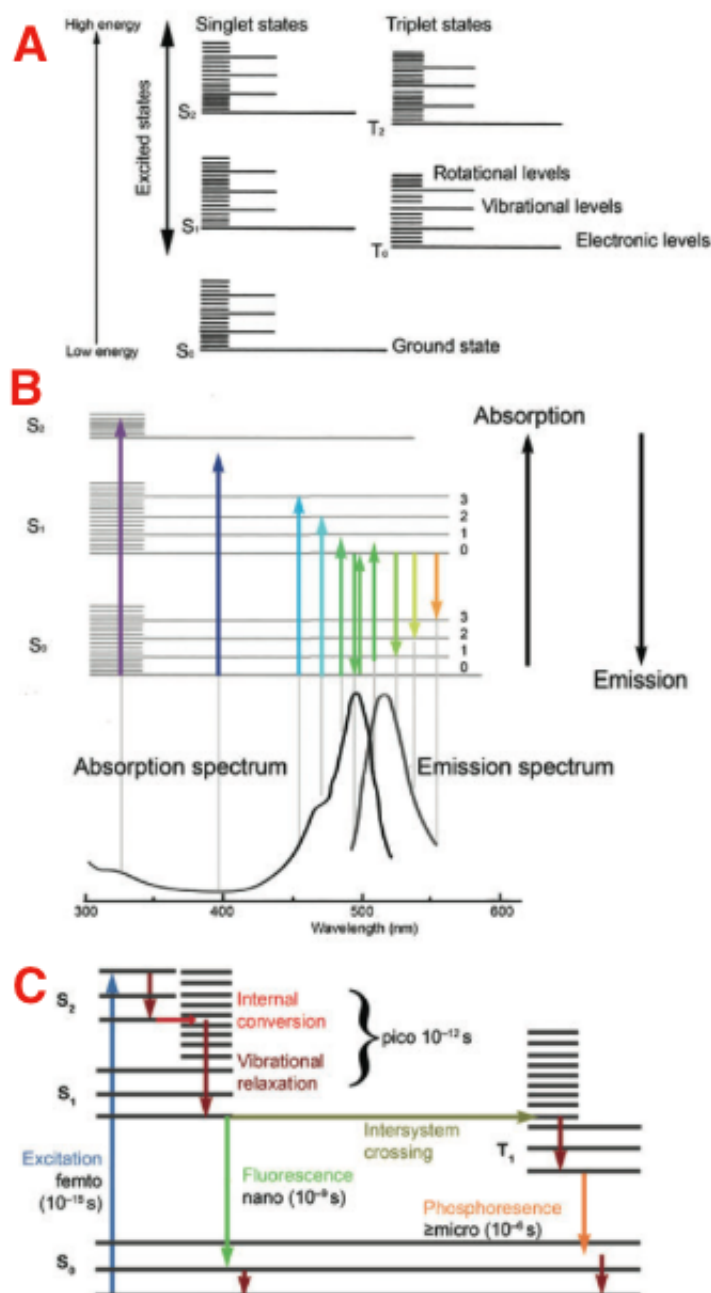 A
High energy
Singlet states
Triplet states
Excited states
S2
T2
Rotational levels
S1
Vibrational levels
T0
Electronic levels
Low energy
S0
Ground state
B
S2
Absorption
S1
3
2
1
0
S0
3
2
1
0
Emission
Absorption spectrum
Emission spectrum
300
400
500
600
Wavelength (nm)
C
S2
Internal
conversion
pico 10⁻¹² s
Vibrational
relaxation
S1
Intersystem
crossing
T1
Excitation
femto
(10⁻¹⁵ s)
Fluorescence
nano (10⁻⁹ s)
Phosphoresence
≥micro (10⁻⁶ s)
S0